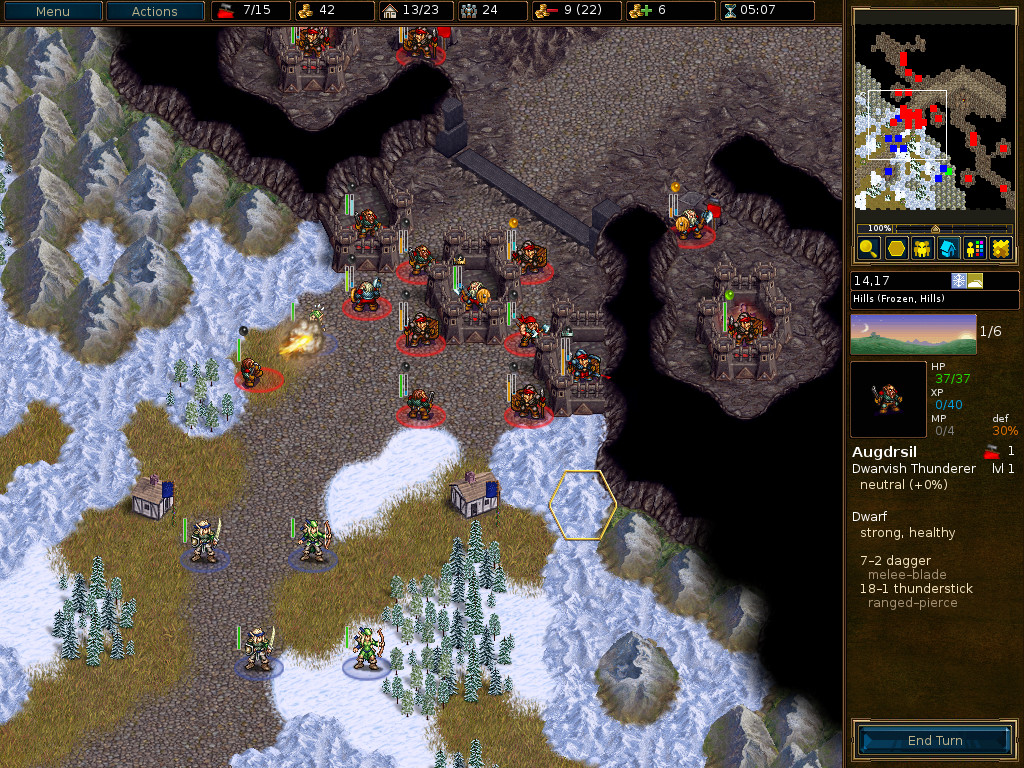 Menu Actions 7/15 42 13/23 24 9 (22) 6 05:07
100%
14,17
Hills (Frozen, Hills)
1/6
HP
37/37
XP
0/40
MP def
0/4 30%
Augdrsil 1
Dwarvish Thunderer lvl 1
neutral (+0%)
Dwarf
strong, healthy
7–2 dagger
melee–blade
18–1 thunderstick
ranged–pierce
End Turn